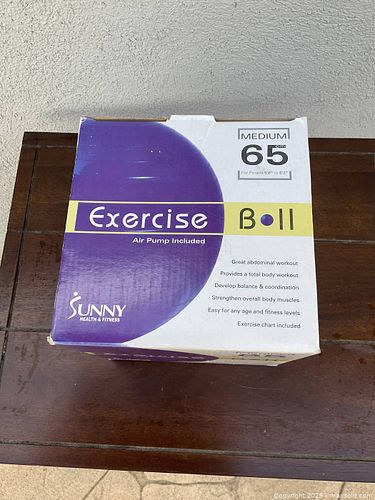 MEDIUM
65 cm
Exercise Ball
Air Pump Included
Great abdominal workout
Provides a total body workout
Develop balance & coordination
Strengthen overall body muscles
Easy for any age and fitness levels
Exercise chart included
SUNNY
HEALTH & FITNESS